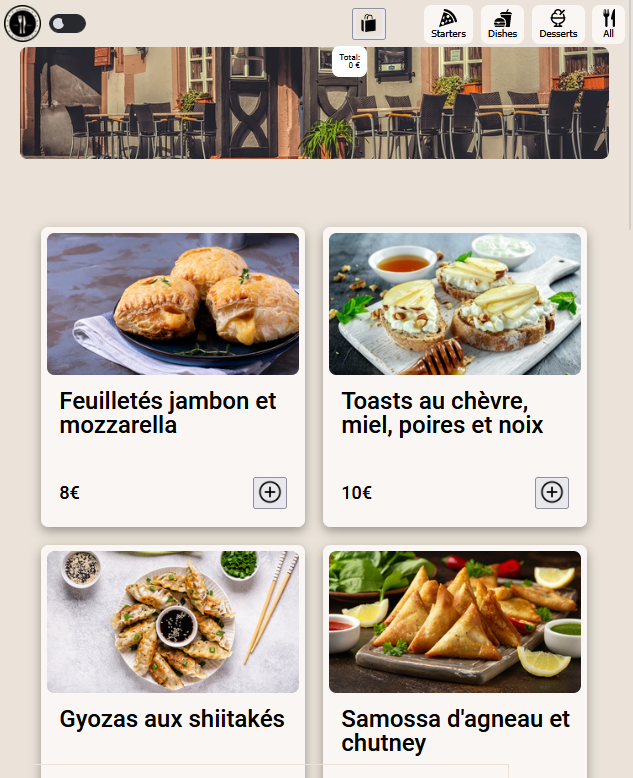 Starters
Dishes
Desserts
All
Total:
0 €
Feuilletés jambon et
mozzarella
8€
Toasts au chèvre,
miel, poires et noix
10€
Gyozas aux shiitakés
Samossa d'agneau et
chutney